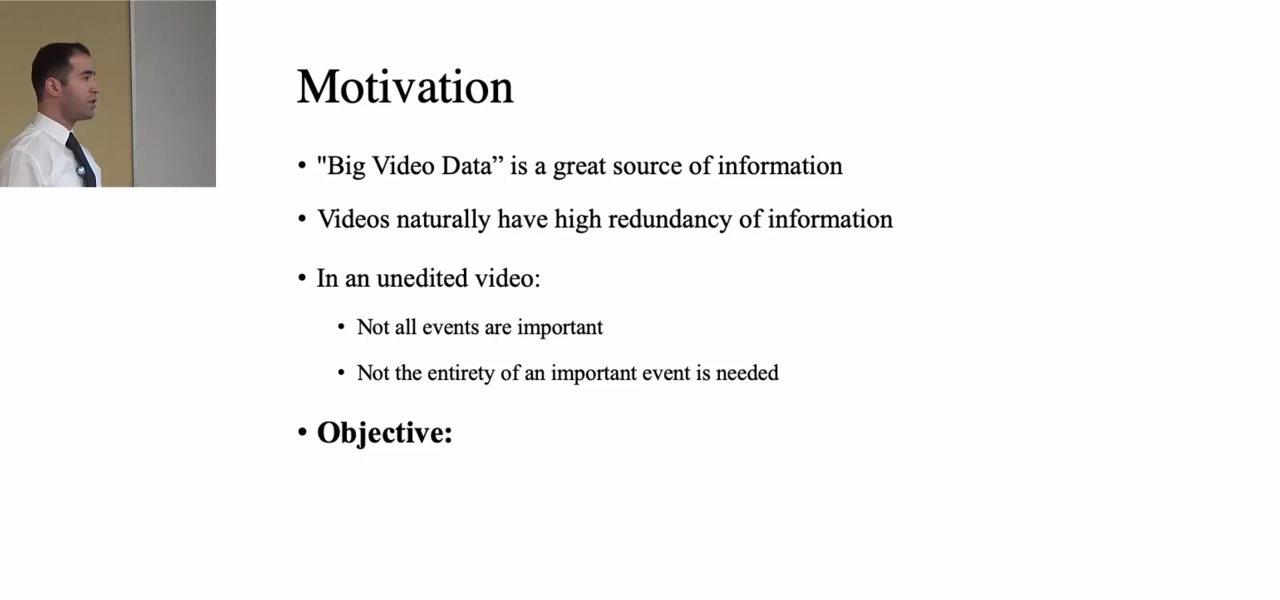 Motivation
• "Big Video Data” is a great source of information
• Videos naturally have high redundancy of information
• In an unedited video:
• Not all events are important
• Not the entirety of an important event is needed
• Objective: